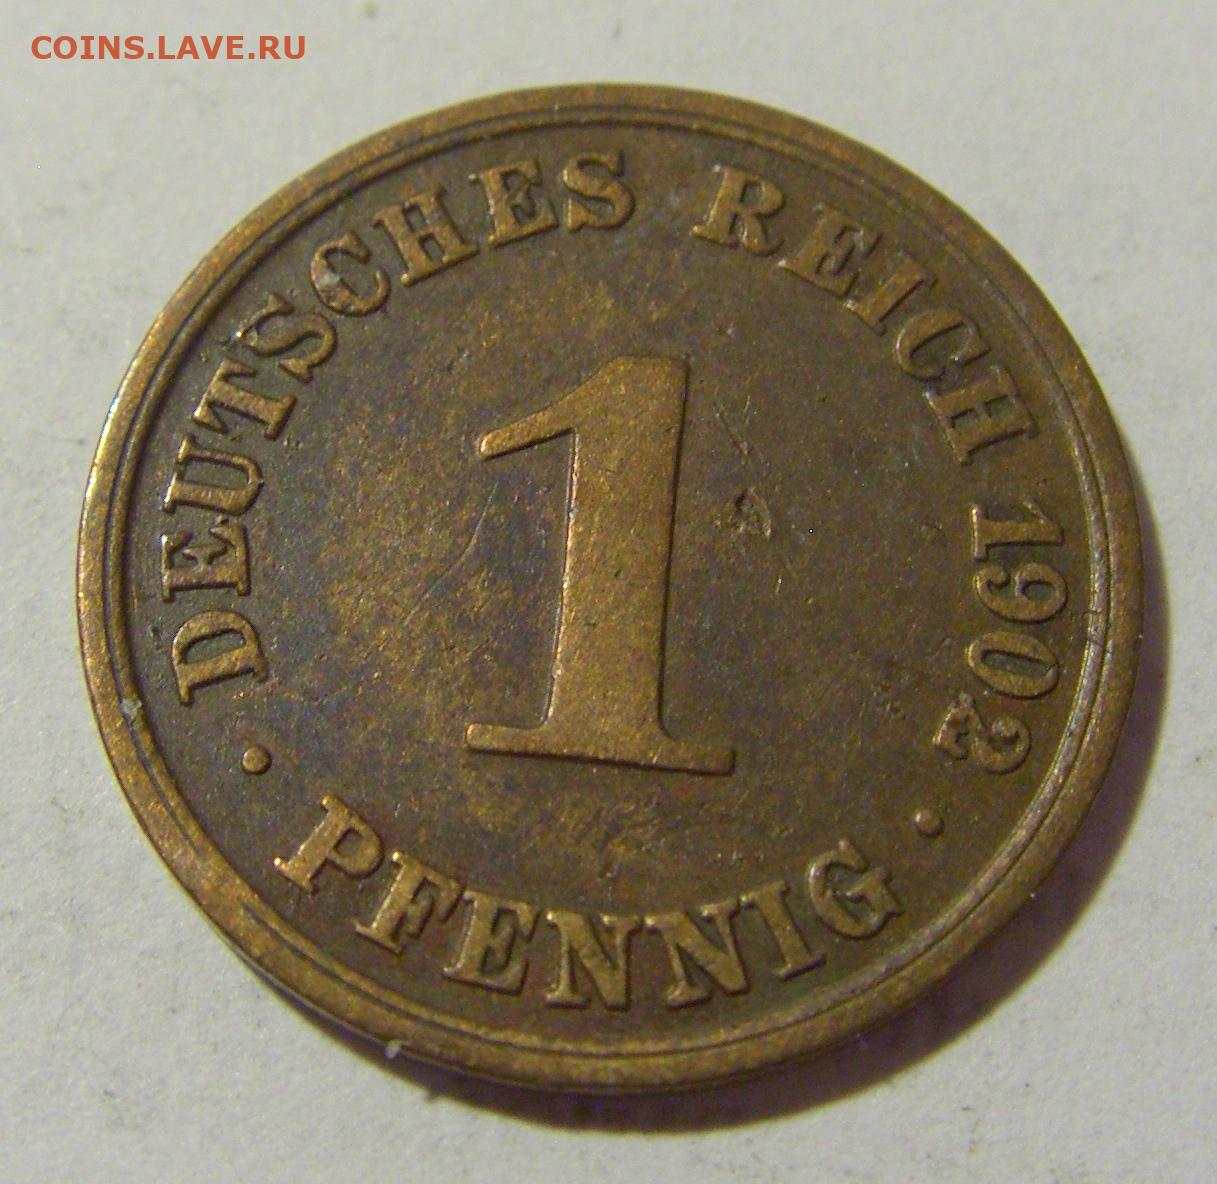 COINS.LAVE.RU
DEUTSCHES REICH 1902
1
· PFENNIG ·